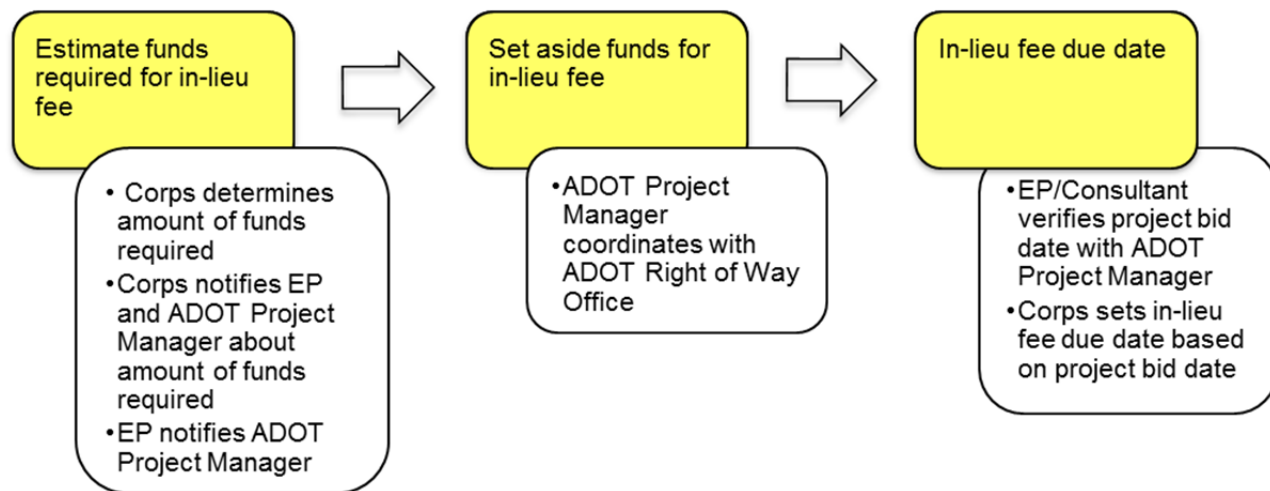 Estimate funds
required for in-lieu
fee
• Corps determines
amount of funds
required
•Corps notifies EP
and ADOT Project
Manager about
amount of funds
required
•EP notifies ADOT
Project Manager
Set aside funds for
in-lieu fee
•ADOT Project
Manager
coordinates with
ADOT Right of Way
Office
In-lieu fee due date
•EP/Consultant
verifies project bid
date with ADOT
Project Manager
•Corps sets in-lieu
fee due date based
on project bid date